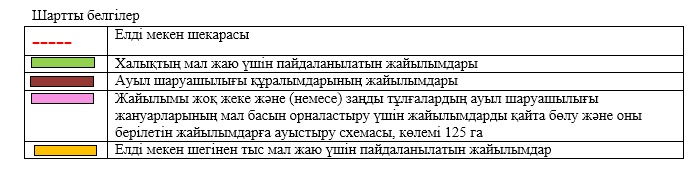 Шартты белгілер
Елді мекен шекарасы
Халықтың мал жаю үшін пайдаланылатын жайылымдары
Ауыл шаруашылығы құралымдарының жайылымдары
Жайылымы жоқ жеке және (немесе) заңды тұлғалардың ауыл шаруашылығы
жануарларының мал басын орналастыру үшін жайылымдарды қайта бөлу және оны
берілетін жайылымдарға ауыстыру схемасы, көлемі 125 га
Елді мекен шегінен тыс мал жаю үшін пайдаланылатын жайылымдар